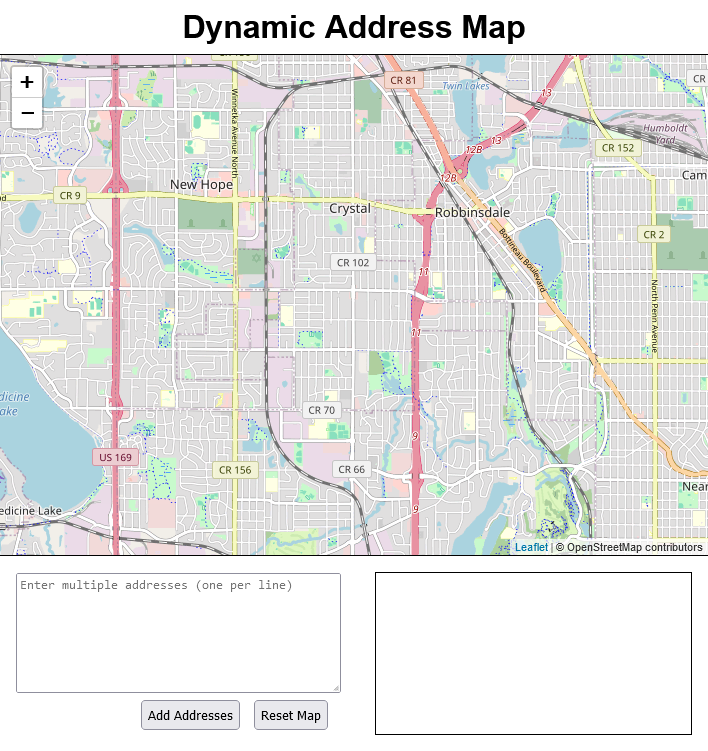 Dynamic Address Map
+
−
CR 81
Twin Lakes
CR
13
13
12B
12B
Humboldt
Yard
CR 152
Winnetka Avenue North
New Hope
CR 9
Crystal
Robbinsdale
Cam
CR 2
Bottineau Boulevard
CR 102
11
11
North Penn Avenue
dicine
ake
CR 70
9
US 169
CR 156
CR 66
Near
edicine Lake
9
Leaflet | © OpenStreetMap contributors
Enter multiple addresses (one per line)
Add Addresses
Reset Map